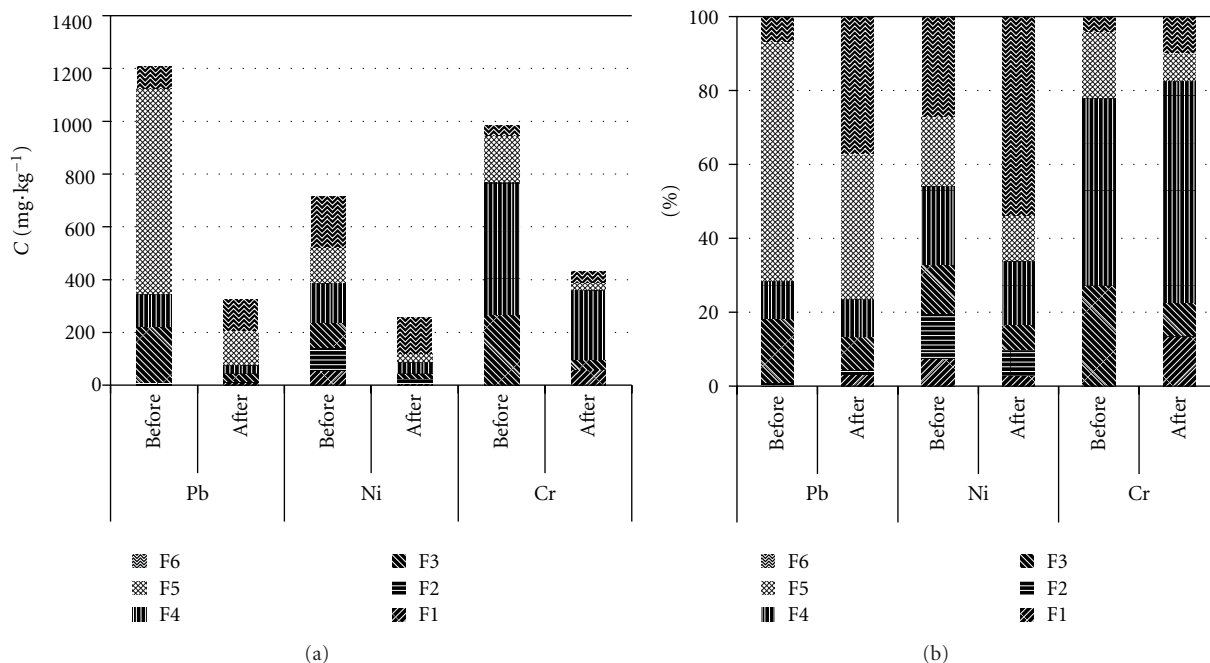 1400
1200
1000
800
600
400
200
0
C (mg·kg⁻¹)
Before
After
Before
After
Before
After
Pb
Ni
Cr
F6
F5
F4
F3
F2
F1
(a)
100
80
60
40
20
0
(%)
Before
After
Before
After
Before
After
Pb
Ni
Cr
F6
F5
F4
F3
F2
F1
(b)